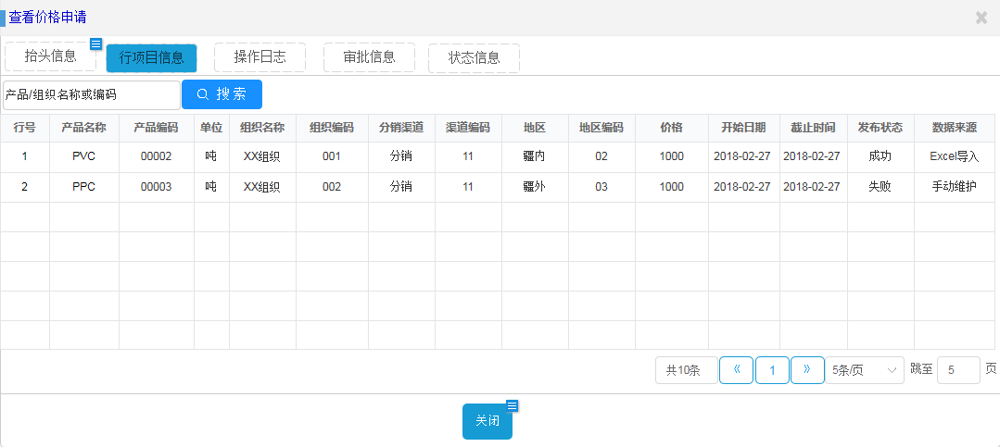 查看价格申请
抬头信息 行项目信息 操作日志 审批信息 状态信息
产品/组织名称或编码 搜索
行号 产品名称 产品编码 单位 组织名称 组织编码 分销渠道 渠道编码 地区 地区编码 价格 开始日期 截止时间 发布状态 数据来源
1 PVC 00002 吨 XX组织 001 分销 11 疆内 02 1000 2018-02-27 2018-02-27 成功 Excel导入
2 PPC 00003 吨 XX组织 002 分销 11 疆外 03 1000 2018-02-27 2018-02-27 失败 手动维护
共10条 《 1 》 5条/页 跳至 5 页
关闭